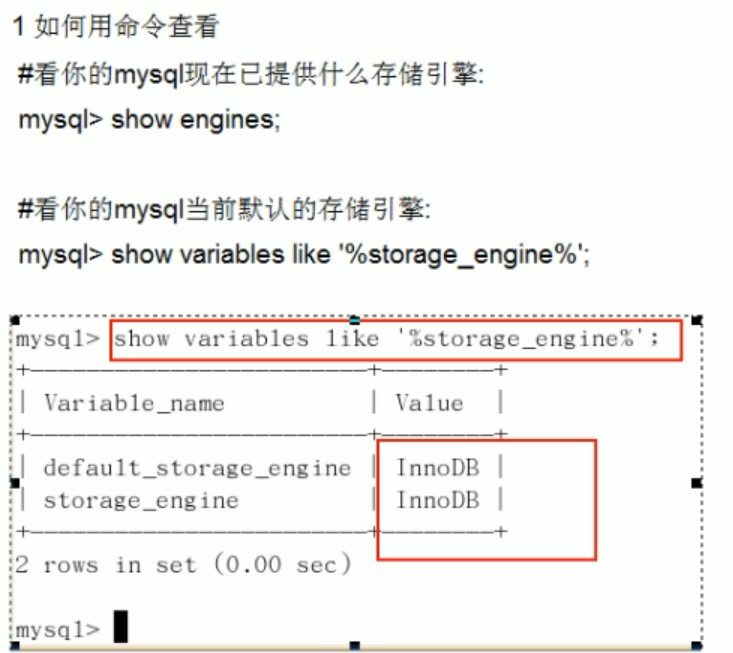 1 如何用命令查看
#看你的mysql现在已提供什么存储引擎:
mysql> show engines;
#看你的mysql当前默认的存储引擎:
mysql> show variables like '%storage_engine%';
mysql> show variables like '%storage_engine%';
+------------------------+--------+
| Variable_name | Value |
+------------------------+--------+
| default_storage_engine | InnoDB |
| storage_engine | InnoDB |
+------------------------+--------+
2 rows in set (0.00 sec)
mysql>